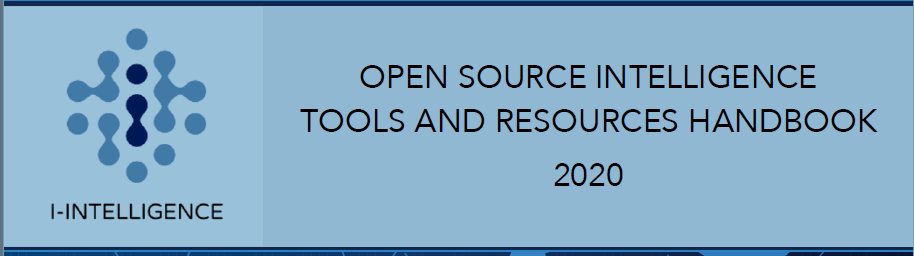 OPEN SOURCE INTELLIGENCE
TOOLS AND RESOURCES HANDBOOK
2020
I-INTELLIGENCE